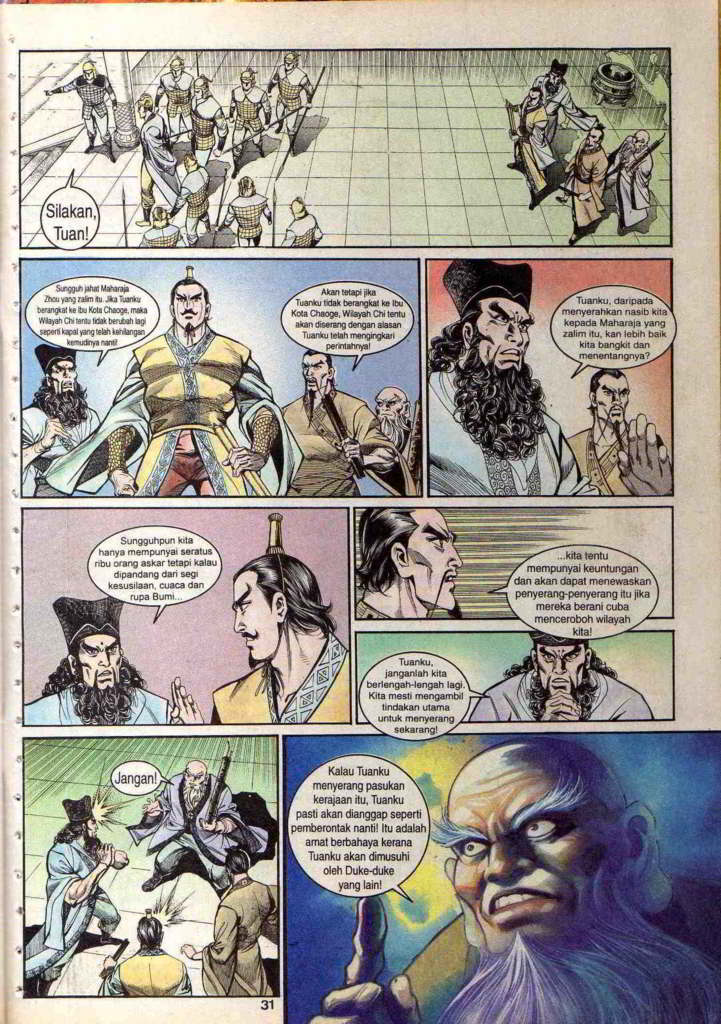 Silakan,
Tuan!
Sungguh jahat Maharaja
Zhou yang zalim itu. Jika Tuanku
berangkat ke Ibu Kota Chaoge, maka
Wilayah Chi tentu tidak berubah lagi
seperti kapal yang telah kehilangan
kemudinya nanti!
Akan tetapi jika
Tuanku tidak berangkat ke Ibu
Kota Chaoge, Wilayah Chi tentu
akan diserang dengan alasan
Tuanku telah mengingkari
perintahnya!
Tuanku, daripada
menyerahkan nasib kita
kepada Maharaja yang
zalim itu, kan lebih baik
kita bangkit dan
menentangnya?
Sungguhpun kita
hanya mempunyai seratus
ribu orang askar tetapi kalau
dipandang dari segi
kesusilaan, cuaca dan
rupa Bumi...
...kita tentu
mempunyai keuntungan
dan akan dapat menewaskan
penyerang-penyerang itu jika
mereka berani cuba
menceroboh wilayah
kita!
Tuanku,
janganlah kita
berlengah-lengah lagi.
Kita mesti mengambil
tindakan utama
untuk menyerang
sekarang!
Jangan!
Kalau Tuanku
menyerang pasukan
kerajaan itu, Tuanku
pasti akan dianggap seperti
pemberontak nanti! Itu adalah
amat berbahaya kerana
Tuanku akan dimusuhi
oleh Duke-duke
yang lain!
31